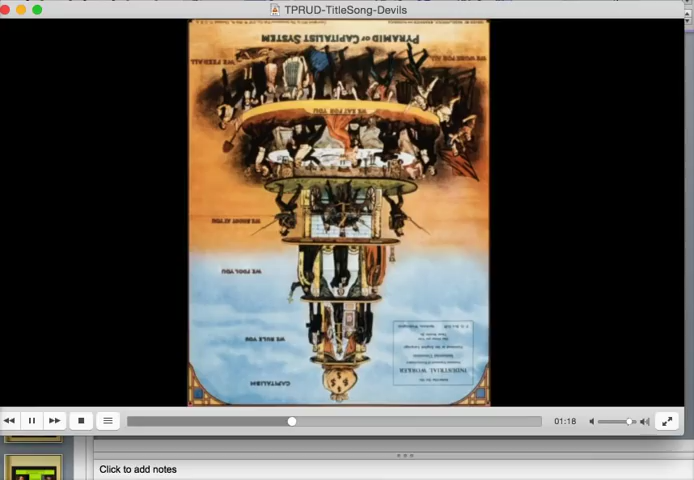 TPRUD-TitleSong-Devils
PYRAMID OF CAPITALIST SYSTEM
WE FEED ALL
WE WORK FOR ALL
WE EAT FOR YOU
WE SHOOT AT YOU
WE FOOL YOU
WE RULE YOU
CAPITALISM
INDUSTRIAL WORKER
01:18
Click to add notes